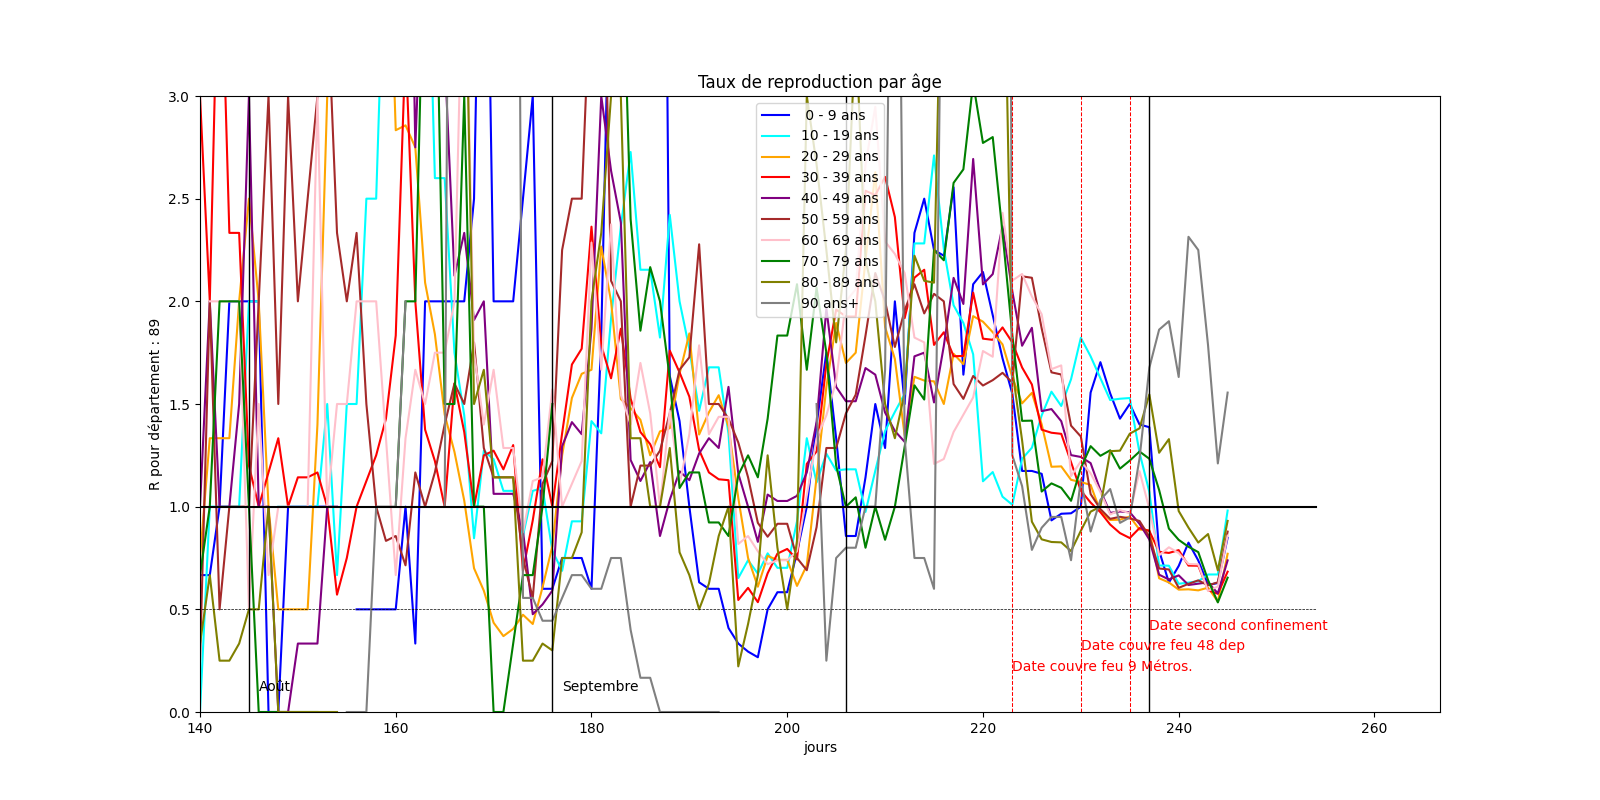 Taux de reproduction par âge
R pour département : 89
3.0
2.5
2.0
1.5
1.0
0.5
0.0
0 - 9 ans
10 - 19 ans
20 - 29 ans
30 - 39 ans
40 - 49 ans
50 - 59 ans
60 - 69 ans
70 - 79 ans
80 - 89 ans
90 ans+
Date second confinement
Date couvre feu 48 dep
Date couvre feu 9 Métros.
Août
Septembre
140
160
180
200
220
240
260
jours